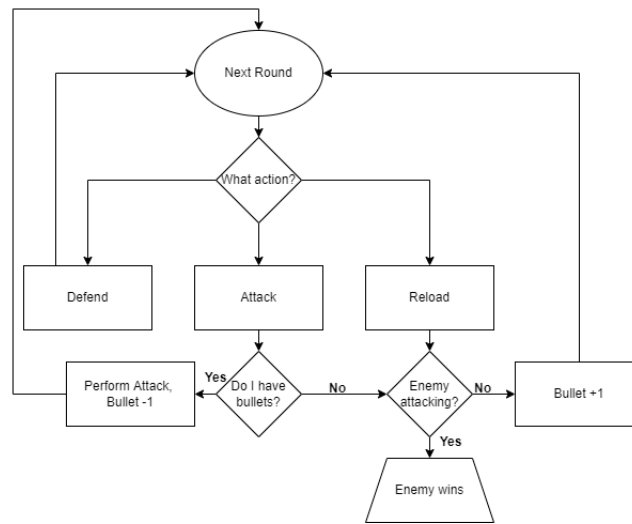 Next Round
What action?
Defend
Attack
Reload
Perform Attack,
Bullet -1
Yes
Do I have
bullets?
No
Enemy
attacking?
No
Bullet +1
Yes
Enemy wins